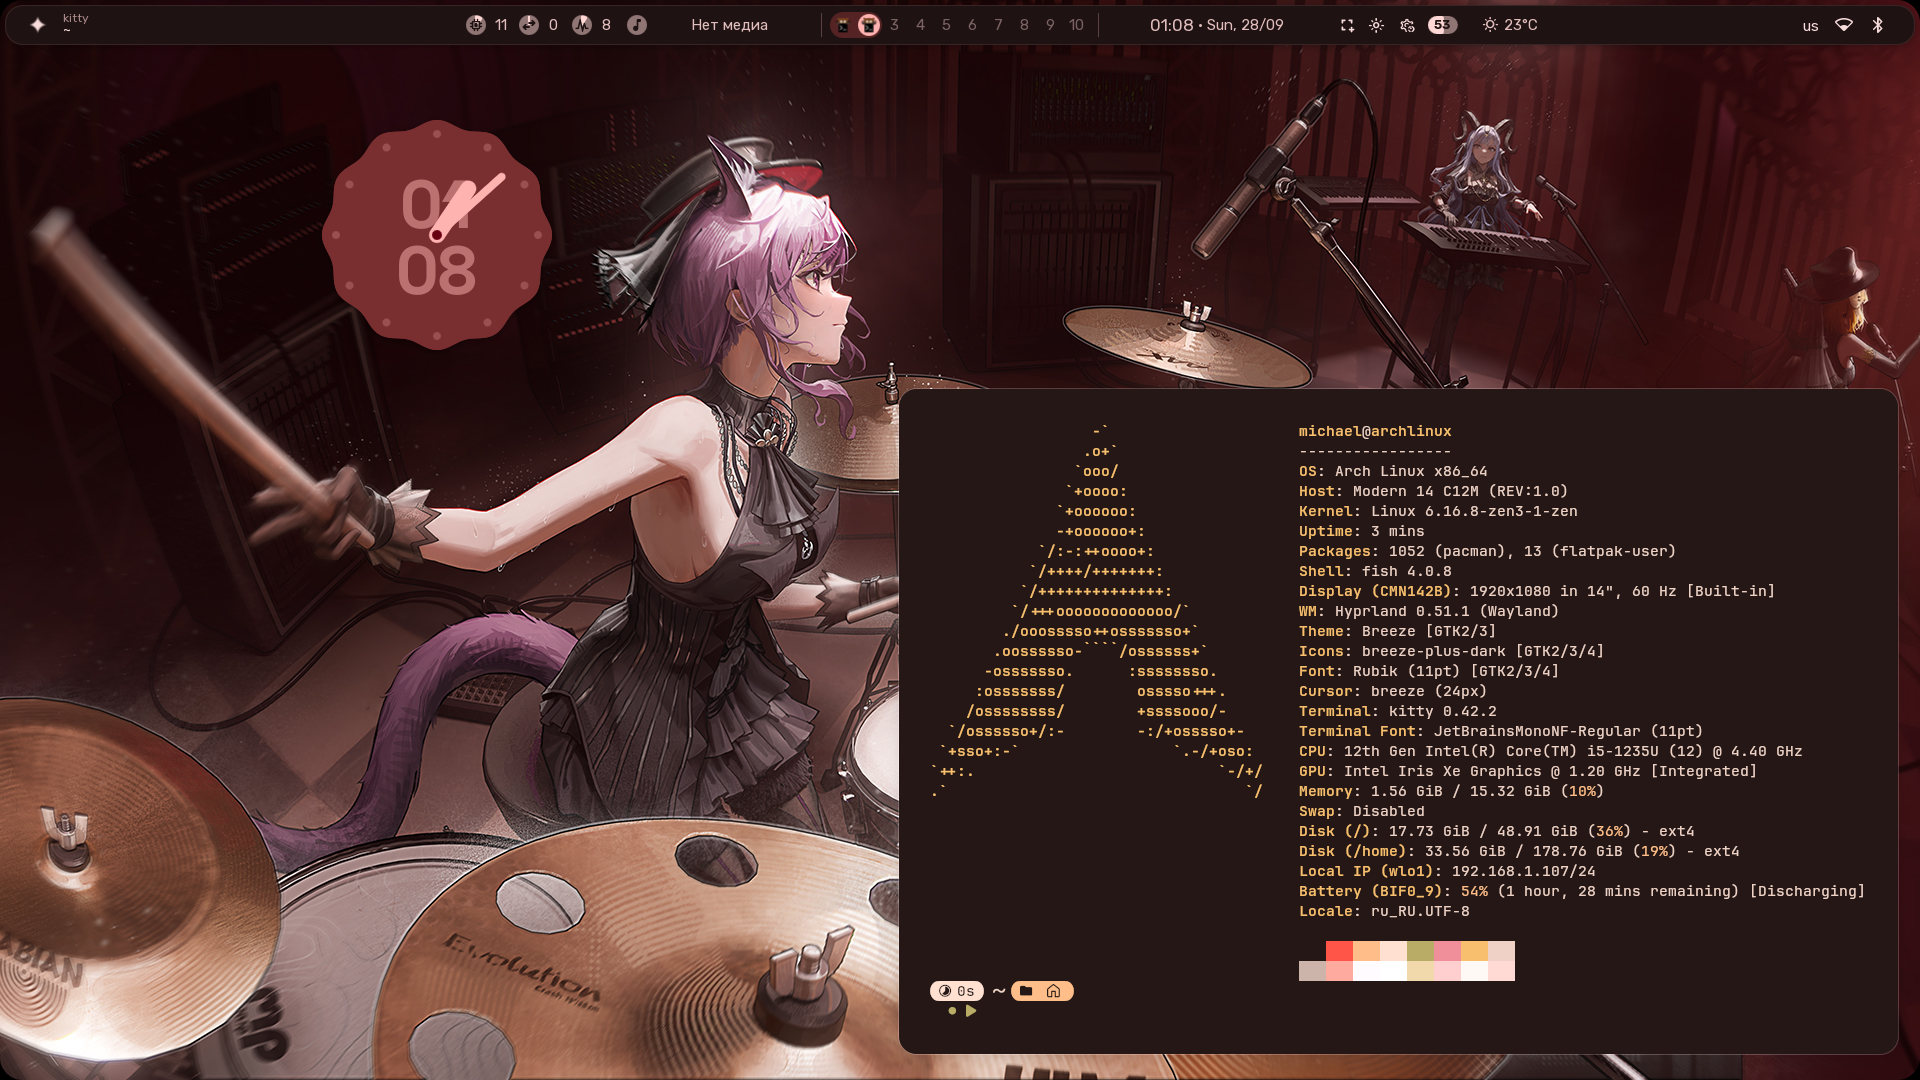 kitty
~
11 0 8 Нет медиа 3 4 5 6 7 8 9 10 01:08 • Sun, 28/09 53 23°C us
01
08
michael@archlinux
-----------------
OS: Arch Linux x86_64
Host: Modern 14 C12M (REV:1.0)
Kernel: Linux 6.16.8-zen3-1-zen
Uptime: 3 mins
Packages: 1052 (pacman), 13 (flatpak-user)
Shell: fish 4.0.8
Display (CMN142B): 1920x1080 in 14", 60 Hz [Built-in]
WM: Hyprland 0.51.1 (Wayland)
Theme: Breeze [GTK2/3]
Icons: breeze-plus-dark [GTK2/3/4]
Font: Rubik (11pt) [GTK2/3/4]
Cursor: breeze (24px)
Terminal: kitty 0.42.2
Terminal Font: JetBrainsMonoNF-Regular (11pt)
CPU: 12th Gen Intel(R) Core(TM) i5-1235U (12) @ 4.40 GHz
GPU: Intel Iris Xe Graphics @ 1.20 GHz [Integrated]
Memory: 1.56 GiB / 15.32 GiB (10%)
Swap: Disabled
Disk (/): 17.73 GiB / 48.91 GiB (36%) - ext4
Disk (/home): 33.56 GiB / 178.76 GiB (19%) - ext4
Local IP (wlo1): 192.168.1.107/24
Battery (BIF0_9): 54% (1 hour, 28 mins remaining) [Discharging]
Locale: ru_RU.UTF-8
0s ~
Evolution